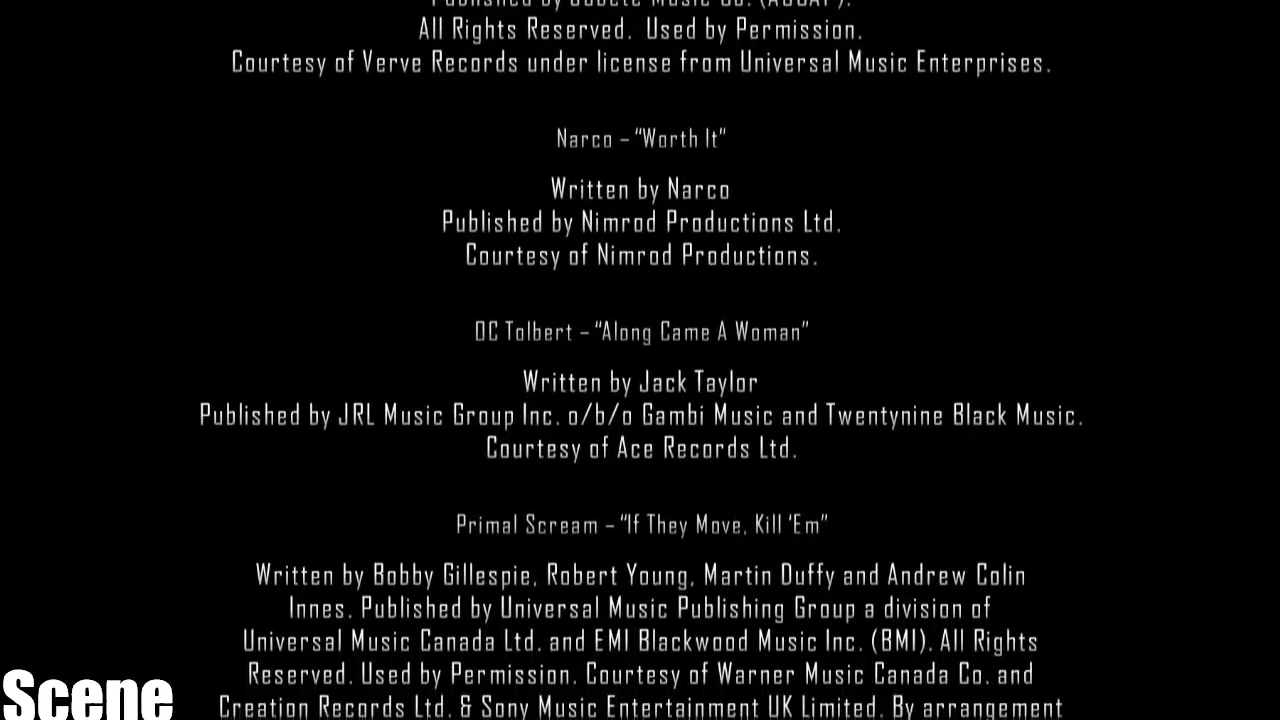 Published by Jobete Music Co. (ASCAP).
All Rights Reserved. Used by Permission.
Courtesy of Verve Records under license from Universal Music Enterprises.
Narco – “Worth It”
Written by Narco
Published by Nimrod Productions Ltd.
Courtesy of Nimrod Productions.
OC Tolbert – “Along Came A Woman”
Written by Jack Taylor
Published by JRL Music Group Inc. o/b/o Gambi Music and Twentynine Black Music.
Courtesy of Ace Records Ltd.
Primal Scream – “If They Move, Kill ‘Em”
Written by Bobby Gillespie, Robert Young, Martin Duffy and Andrew Colin
Innes. Published by Universal Music Publishing Group a division of
Universal Music Canada Ltd. and EMI Blackwood Music Inc. (BMI). All Rights
Reserved. Used by Permission. Courtesy of Warner Music Canada Co. and
Creation Records Ltd. & Sony Music Entertainment UK Limited. By arrangement
Scene